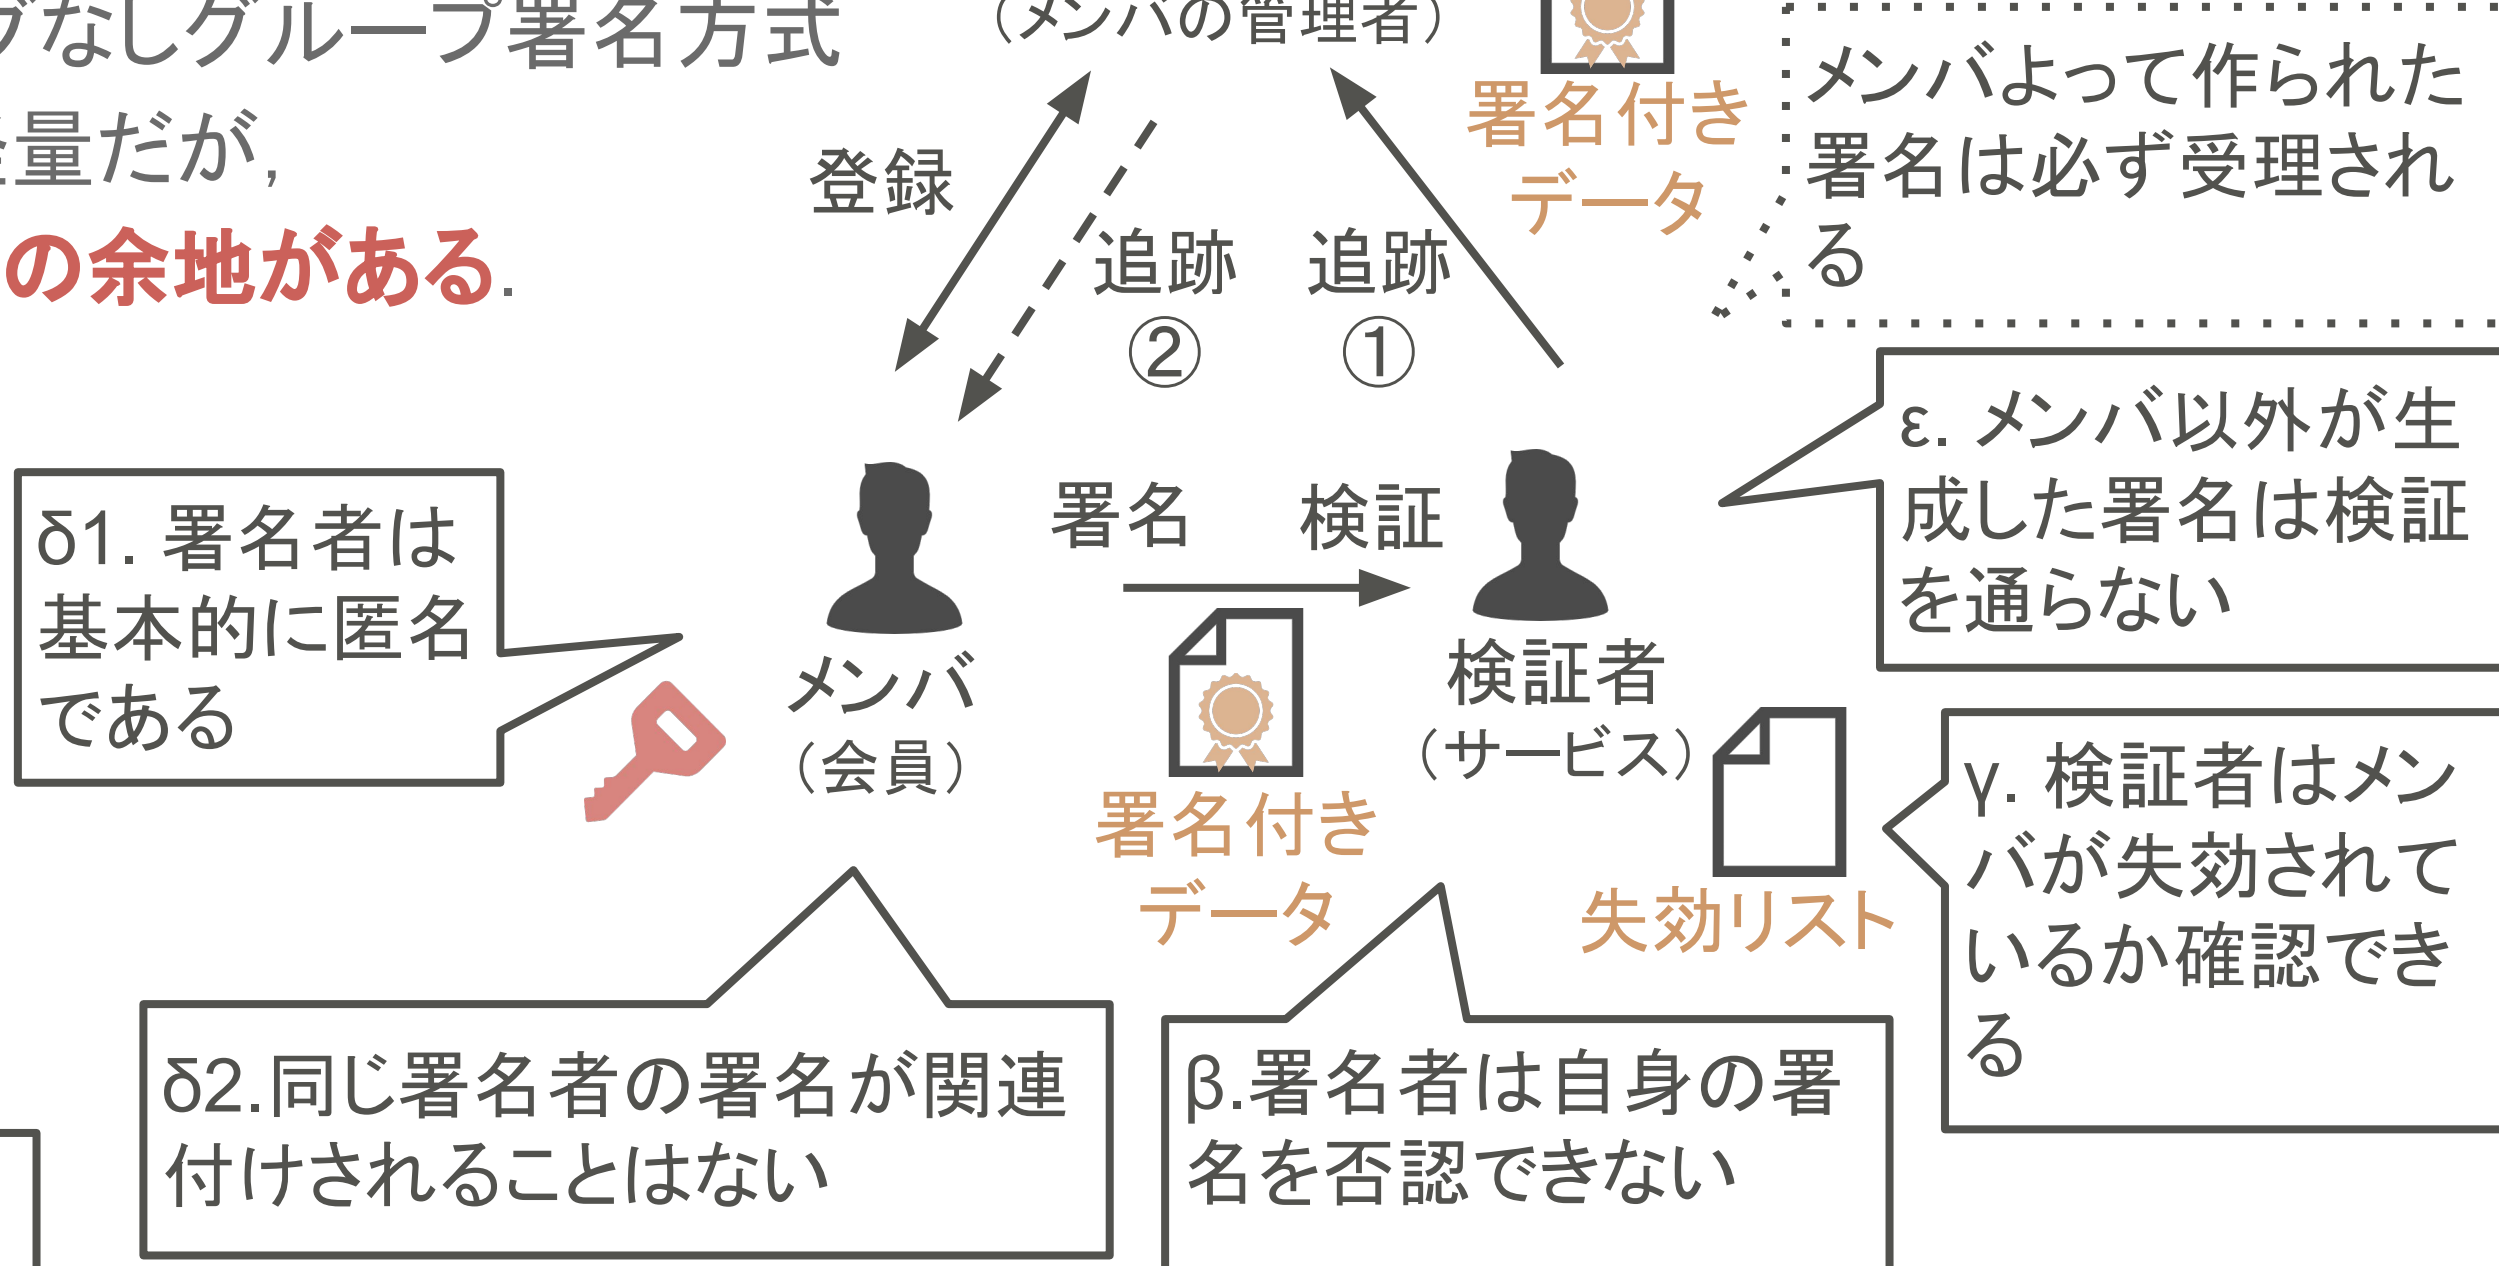 なしグループ署名方式
量だが,
の余地がある.
(メンバの管理者)
登録
追跡
②
追跡
①
署名付き
データ
メンバよって作られた
署名は必ず受理され
る
ε. メンバ以外が生
成した署名は検証
を通らない
δ1. 署名者は
基本的に匿名
である
署名
検証
メンバ
(元員)
検証者
(サービス)
署名付き
データ
失効リスト
γ. 検証者はメン
バが失効されて
いるか確認でき
る
δ2.同じ署名者の署名が関連
付けされることはない
β. 署名者は自身の署
名を否認できない